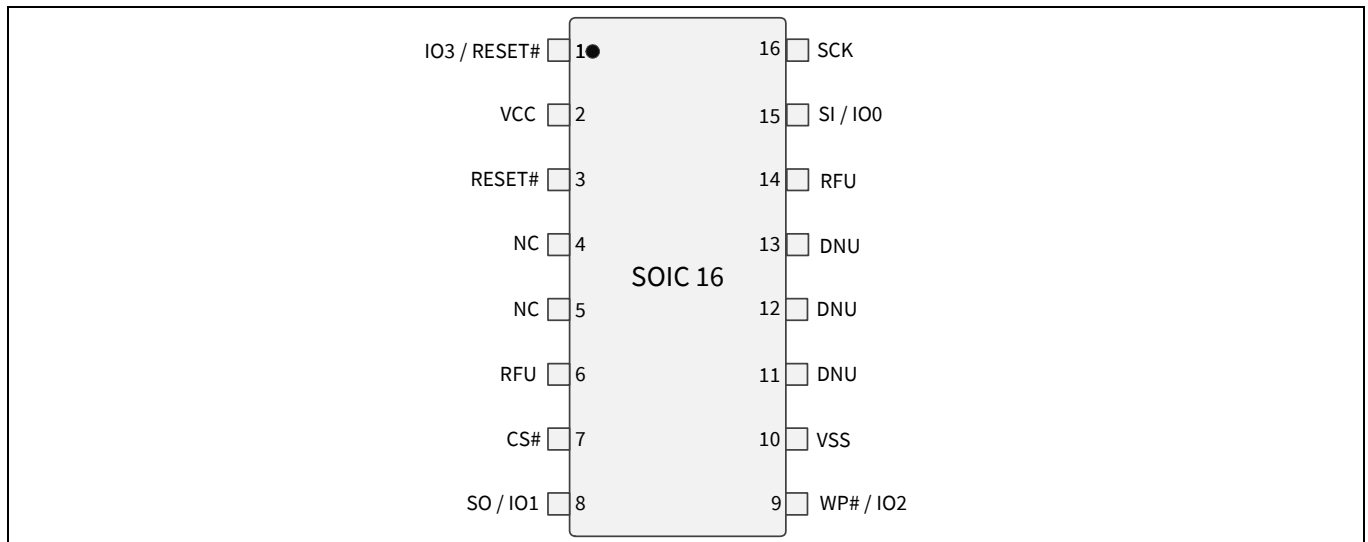 IO3 / RESET# 1 16 SCK
VCC 2 15 SI / IO0
RESET# 3 14 RFU
NC 4 13 DNU
SOIC 16
NC 5 12 DNU
RFU 6 11 DNU
CS# 7 10 VSS
SO / IO1 8 9 WP# / IO2